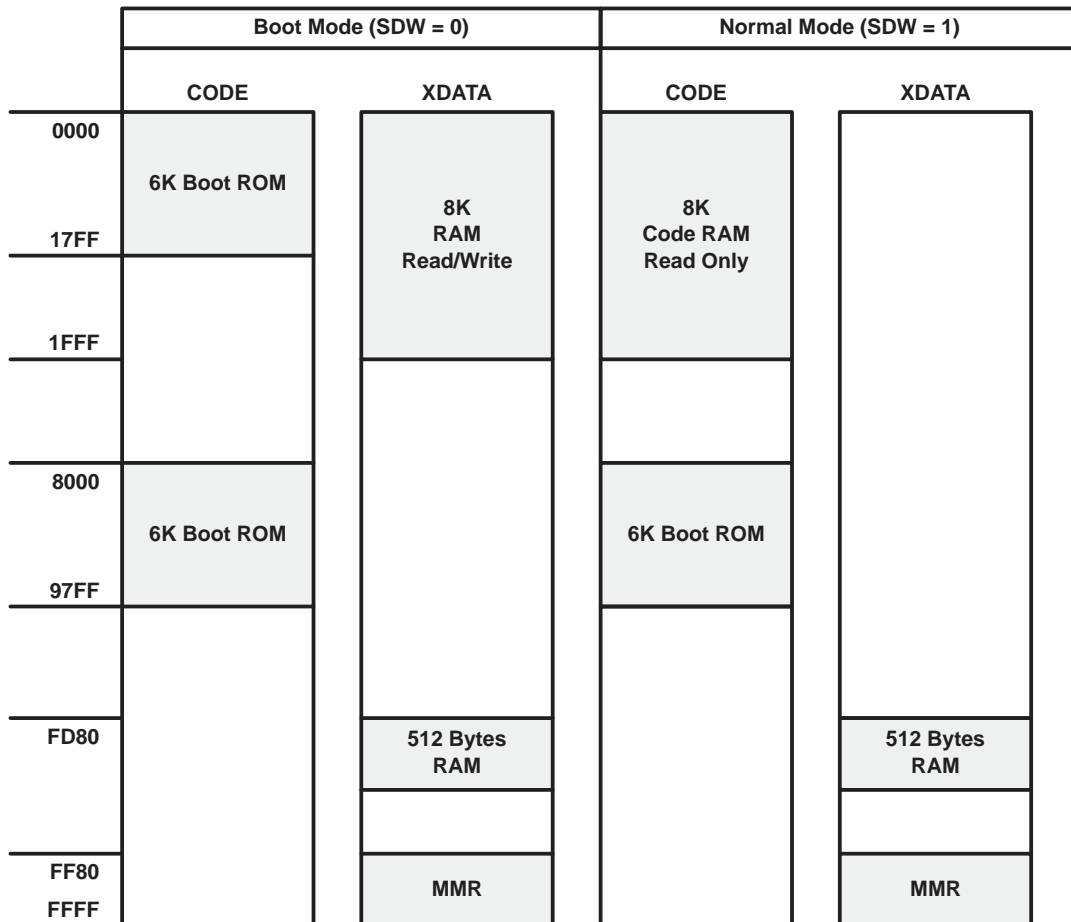 Boot Mode (SDW = 0)
Normal Mode (SDW = 1)
CODE
XDATA
CODE
XDATA
0000
6K Boot ROM
17FF
8K
RAM
Read/Write
8K
Code RAM
Read Only
1FFF
8000
6K Boot ROM
6K Boot ROM
97FF
FD80
512 Bytes
RAM
512 Bytes
RAM
FF80
MMR
MMR
FFFF